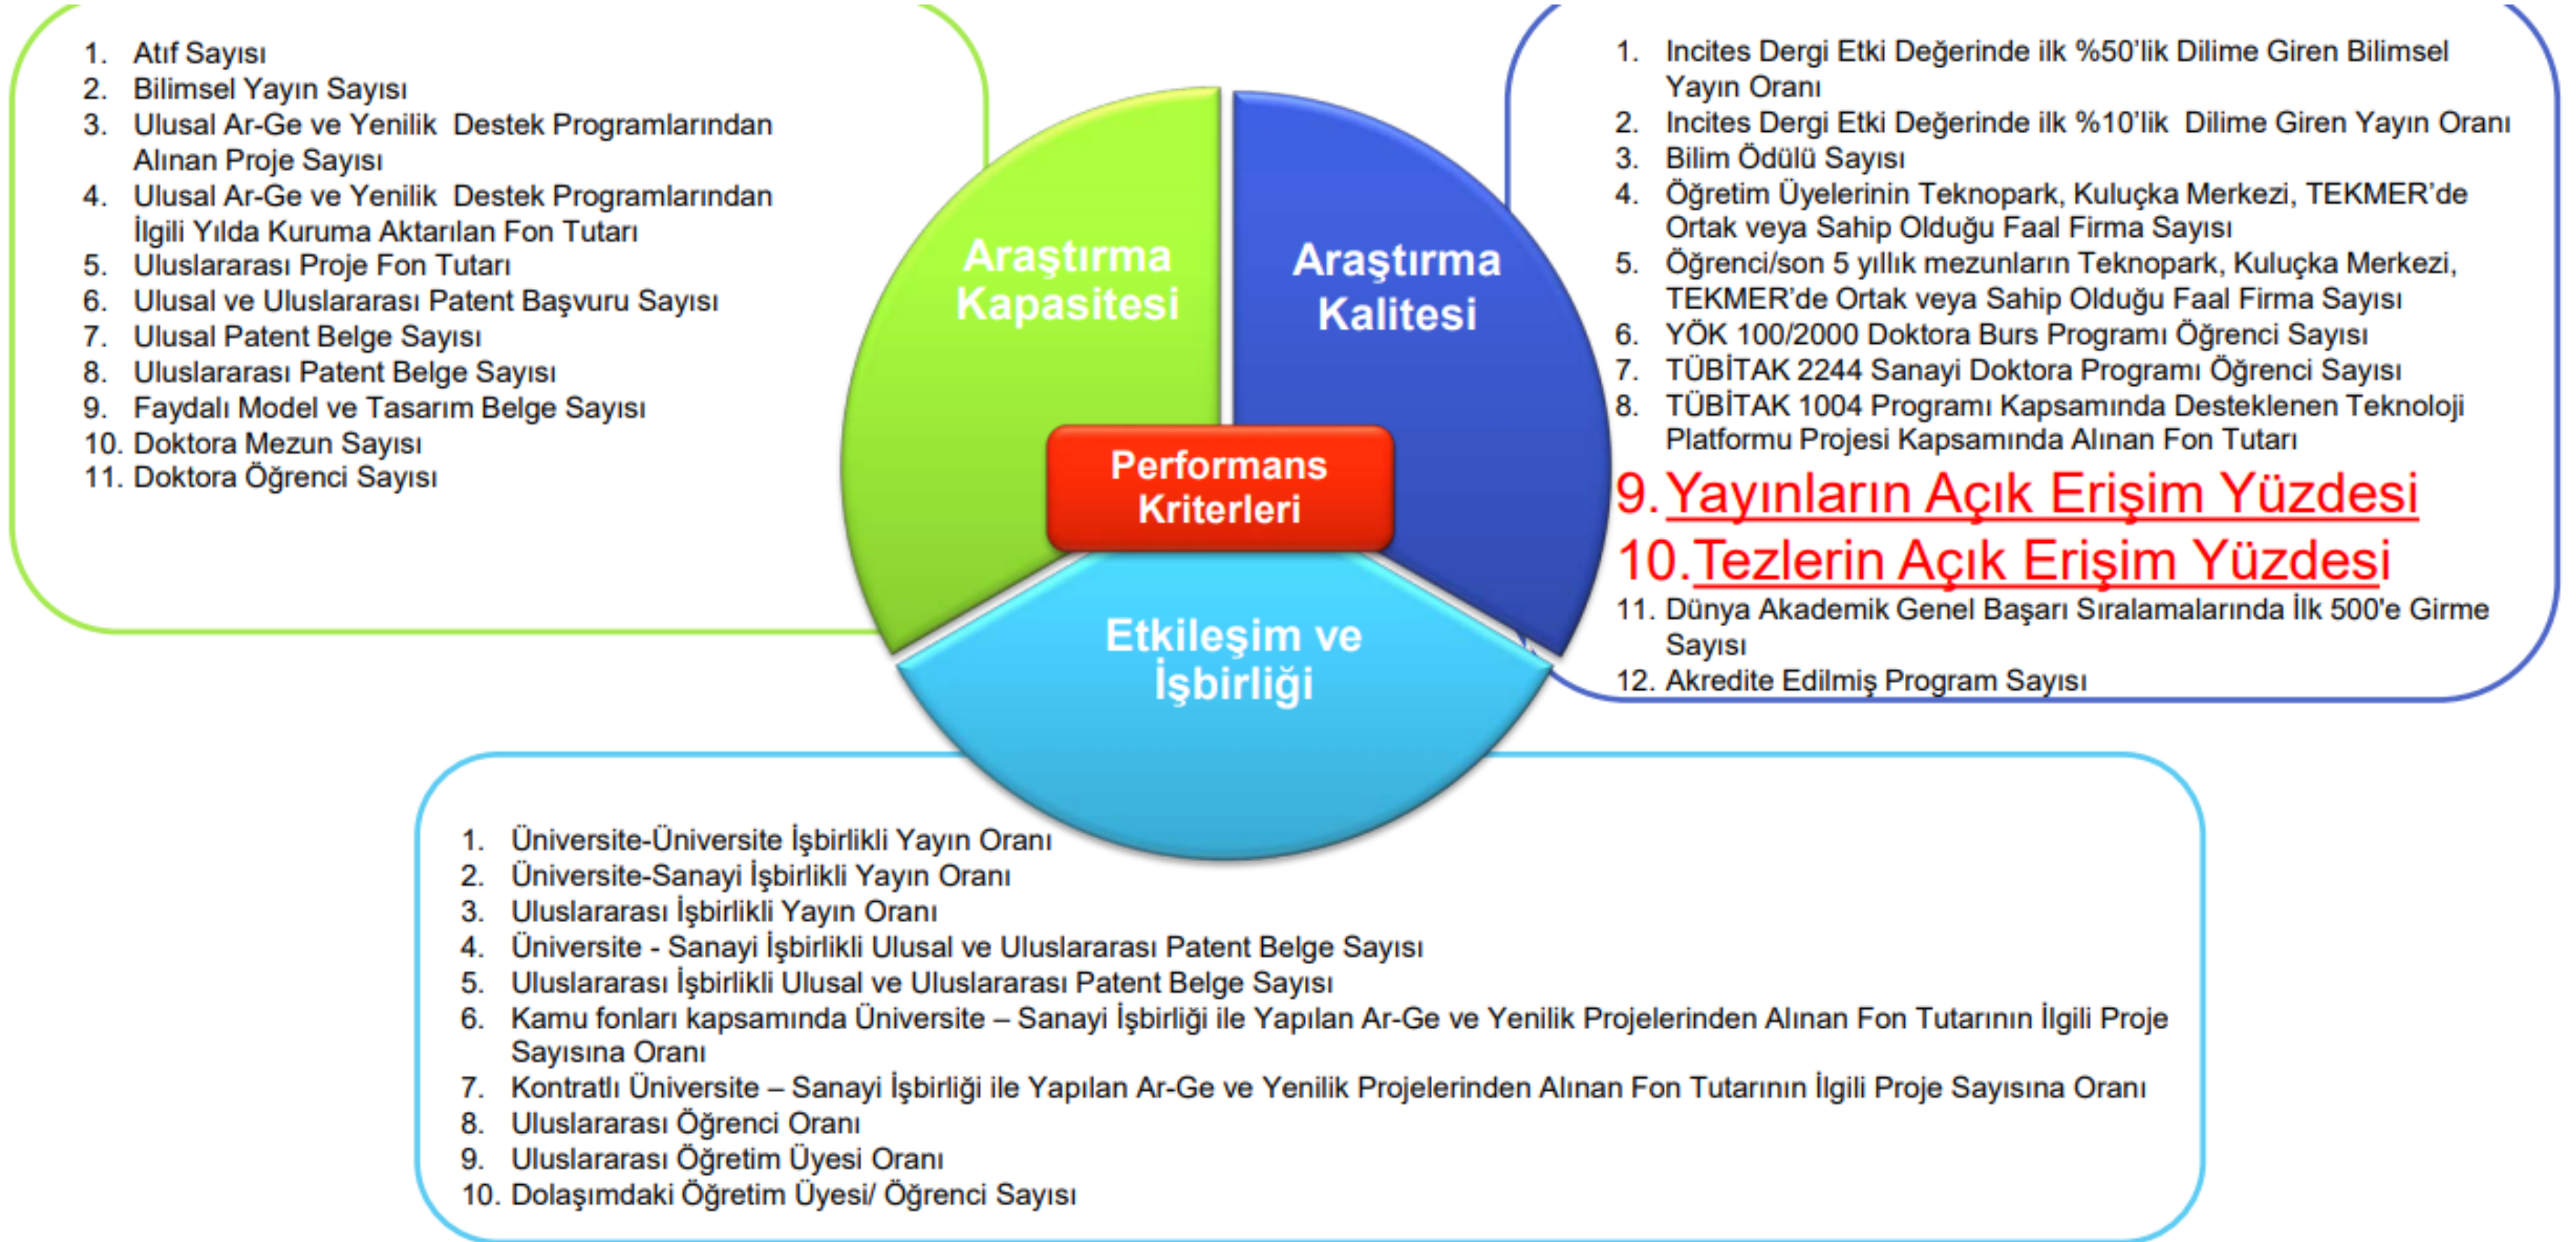 1. Atıf Sayısı
2. Bilimsel Yayın Sayısı
3. Ulusal Ar-Ge ve Yenilik Destek Programlarından
Alınan Proje Sayısı
4. Ulusal Ar-Ge ve Yenilik Destek Programlarından
İlgili Yılda Kuruma Aktarılan Fon Tutarı
5. Uluslararası Proje Fon Tutarı
6. Ulusal ve Uluslararası Patent Başvuru Sayısı
7. Ulusal Patent Belge Sayısı
8. Uluslararası Patent Belge Sayısı
9. Faydalı Model ve Tasarım Belge Sayısı
10. Doktora Mezun Sayısı
11. Doktora Öğrenci Sayısı
Araştırma
Kapasitesi
Araştırma
Kalitesi
Performans
Kriterleri
Etkileşim ve
İşbirliği
1. Incites Dergi Etki Değerinde ilk %50’lik Dilime Giren Bilimsel
Yayın Oranı
2. Incites Dergi Etki Değerinde ilk %10’lik Dilime Giren Yayın Oranı
3. Bilim Ödülü Sayısı
4. Öğretim Üyelerinin Teknopark, Kuluçka Merkezi, TEKMER’de
Ortak veya Sahip Olduğu Faal Firma Sayısı
5. Öğrenci/son 5 yıllık mezunların Teknopark, Kuluçka Merkezi,
TEKMER’de Ortak veya Sahip Olduğu Faal Firma Sayısı
6. YÖK 100/2000 Doktora Burs Programı Öğrenci Sayısı
7. TÜBİTAK 2244 Sanayi Doktora Programı Öğrenci Sayısı
8. TÜBİTAK 1004 Programı Kapsamında Desteklenen Teknoloji
Platformu Projesi Kapsamında Alınan Fon Tutarı
9. Yayınların Açık Erişim Yüzdesi
10. Tezlerin Açık Erişim Yüzdesi
11. Dünya Akademik Genel Başarı Sıralamalarında İlk 500'e Girme
Sayısı
12. Akredite Edilmiş Program Sayısı
1. Üniversite-Üniversite İşbirlikli Yayın Oranı
2. Üniversite-Sanayi İşbirlikli Yayın Oranı
3. Uluslararası İşbirlikli Yayın Oranı
4. Üniversite - Sanayi İşbirlikli Ulusal ve Uluslararası Patent Belge Sayısı
5. Uluslararası İşbirlikli Ulusal ve Uluslararası Patent Belge Sayısı
6. Kamu fonları kapsamında Üniversite – Sanayi İşbirliği ile Yapılan Ar-Ge ve Yenilik Projelerinden Alınan Fon Tutarının İlgili Proje
Sayısına Oranı
7. Kontratlı Üniversite – Sanayi İşbirliği ile Yapılan Ar-Ge ve Yenilik Projelerinden Alınan Fon Tutarının İlgili Proje Sayısına Oranı
8. Uluslararası Öğrenci Oranı
9. Uluslararası Öğretim Üyesi Oranı
10. Dolaşımdaki Öğretim Üyesi/ Öğrenci Sayısı